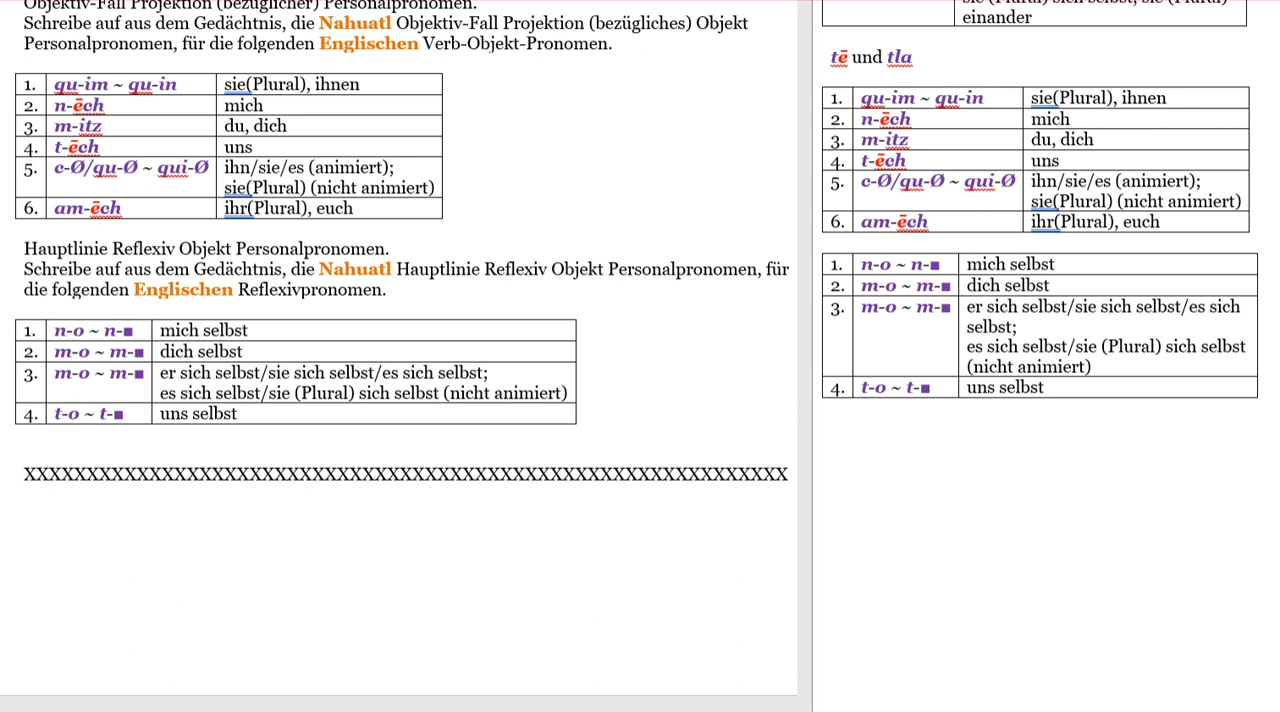 Objektiv-Fall Projektion (bezüglicher) Personalpronomen.
Schreibe auf aus dem Gedächtnis, die Nahuatl Objektiv-Fall Projektion (bezügliches) Objekt
Personalpronomen, für die folgenden Englischen Verb-Objekt-Pronomen.
1. qu-im ~ qu-in sie(Plural), ihnen
2. n-ēch mich
3. m-itz du, dich
4. t-ēch uns
5. c-Ø/qu-Ø ~ qui-Ø ihn/sie/es (animiert);
sie(Plural) (nicht animiert)
6. am-ēch ihr(Plural), euch
Hauptlinie Reflexiv Objekt Personalpronomen.
Schreibe auf aus dem Gedächtnis, die Nahuatl Hauptlinie Reflexiv Objekt Personalpronomen, für
die folgenden Englischen Reflexivpronomen.
1. n-o ~ n-■ mich selbst
2. m-o ~ m-■ dich selbst
3. m-o ~ m-■ er sich selbst/sie sich selbst/es sich selbst;
es sich selbst/sie (Plural) sich selbst (nicht animiert)
4. t-o ~ t-■ uns selbst
XXXXXXXXXXXXXXXXXXXXXXXXXXXXXXXXXXXXXXXXXXXXXXXXXXXXXXXXXXXXX
einander
tē und tla
1. qu-im ~ qu-in sie(Plural), ihnen
2. n-ēch mich
3. m-itz du, dich
4. t-ēch uns
5. c-Ø/qu-Ø ~ qui-Ø ihn/sie/es (animiert);
sie(Plural) (nicht animiert)
6. am-ēch ihr(Plural), euch
1. n-o ~ n-■ mich selbst
2. m-o ~ m-■ dich selbst
3. m-o ~ m-■ er sich selbst/sie sich selbst/es sich
selbst;
es sich selbst/sie (Plural) sich selbst
(nicht animiert)
4. t-o ~ t-■ uns selbst